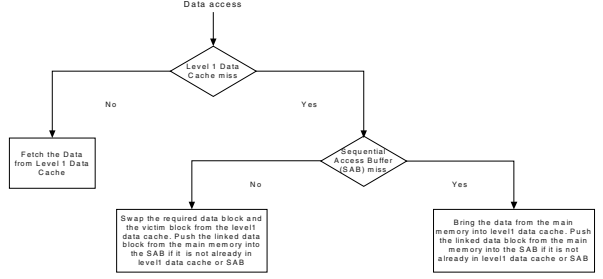 Data access
Level 1 Data
Cache miss
No
Yes
Fetch the Data
from Level 1 Data
Cache
Sequential
Access Buffer
(SAB) miss
No
Yes
Swap the required data block and
the victim block from the level1
data cache. Push the linked data
block from the main memory into
the SAB if it is not already in
level1 data cache or SAB
Bring the data from the main
memory into level1 data cache. Push
the linked data block from the main
memory into the SAB if it is not
already in level1 data cache or SAB